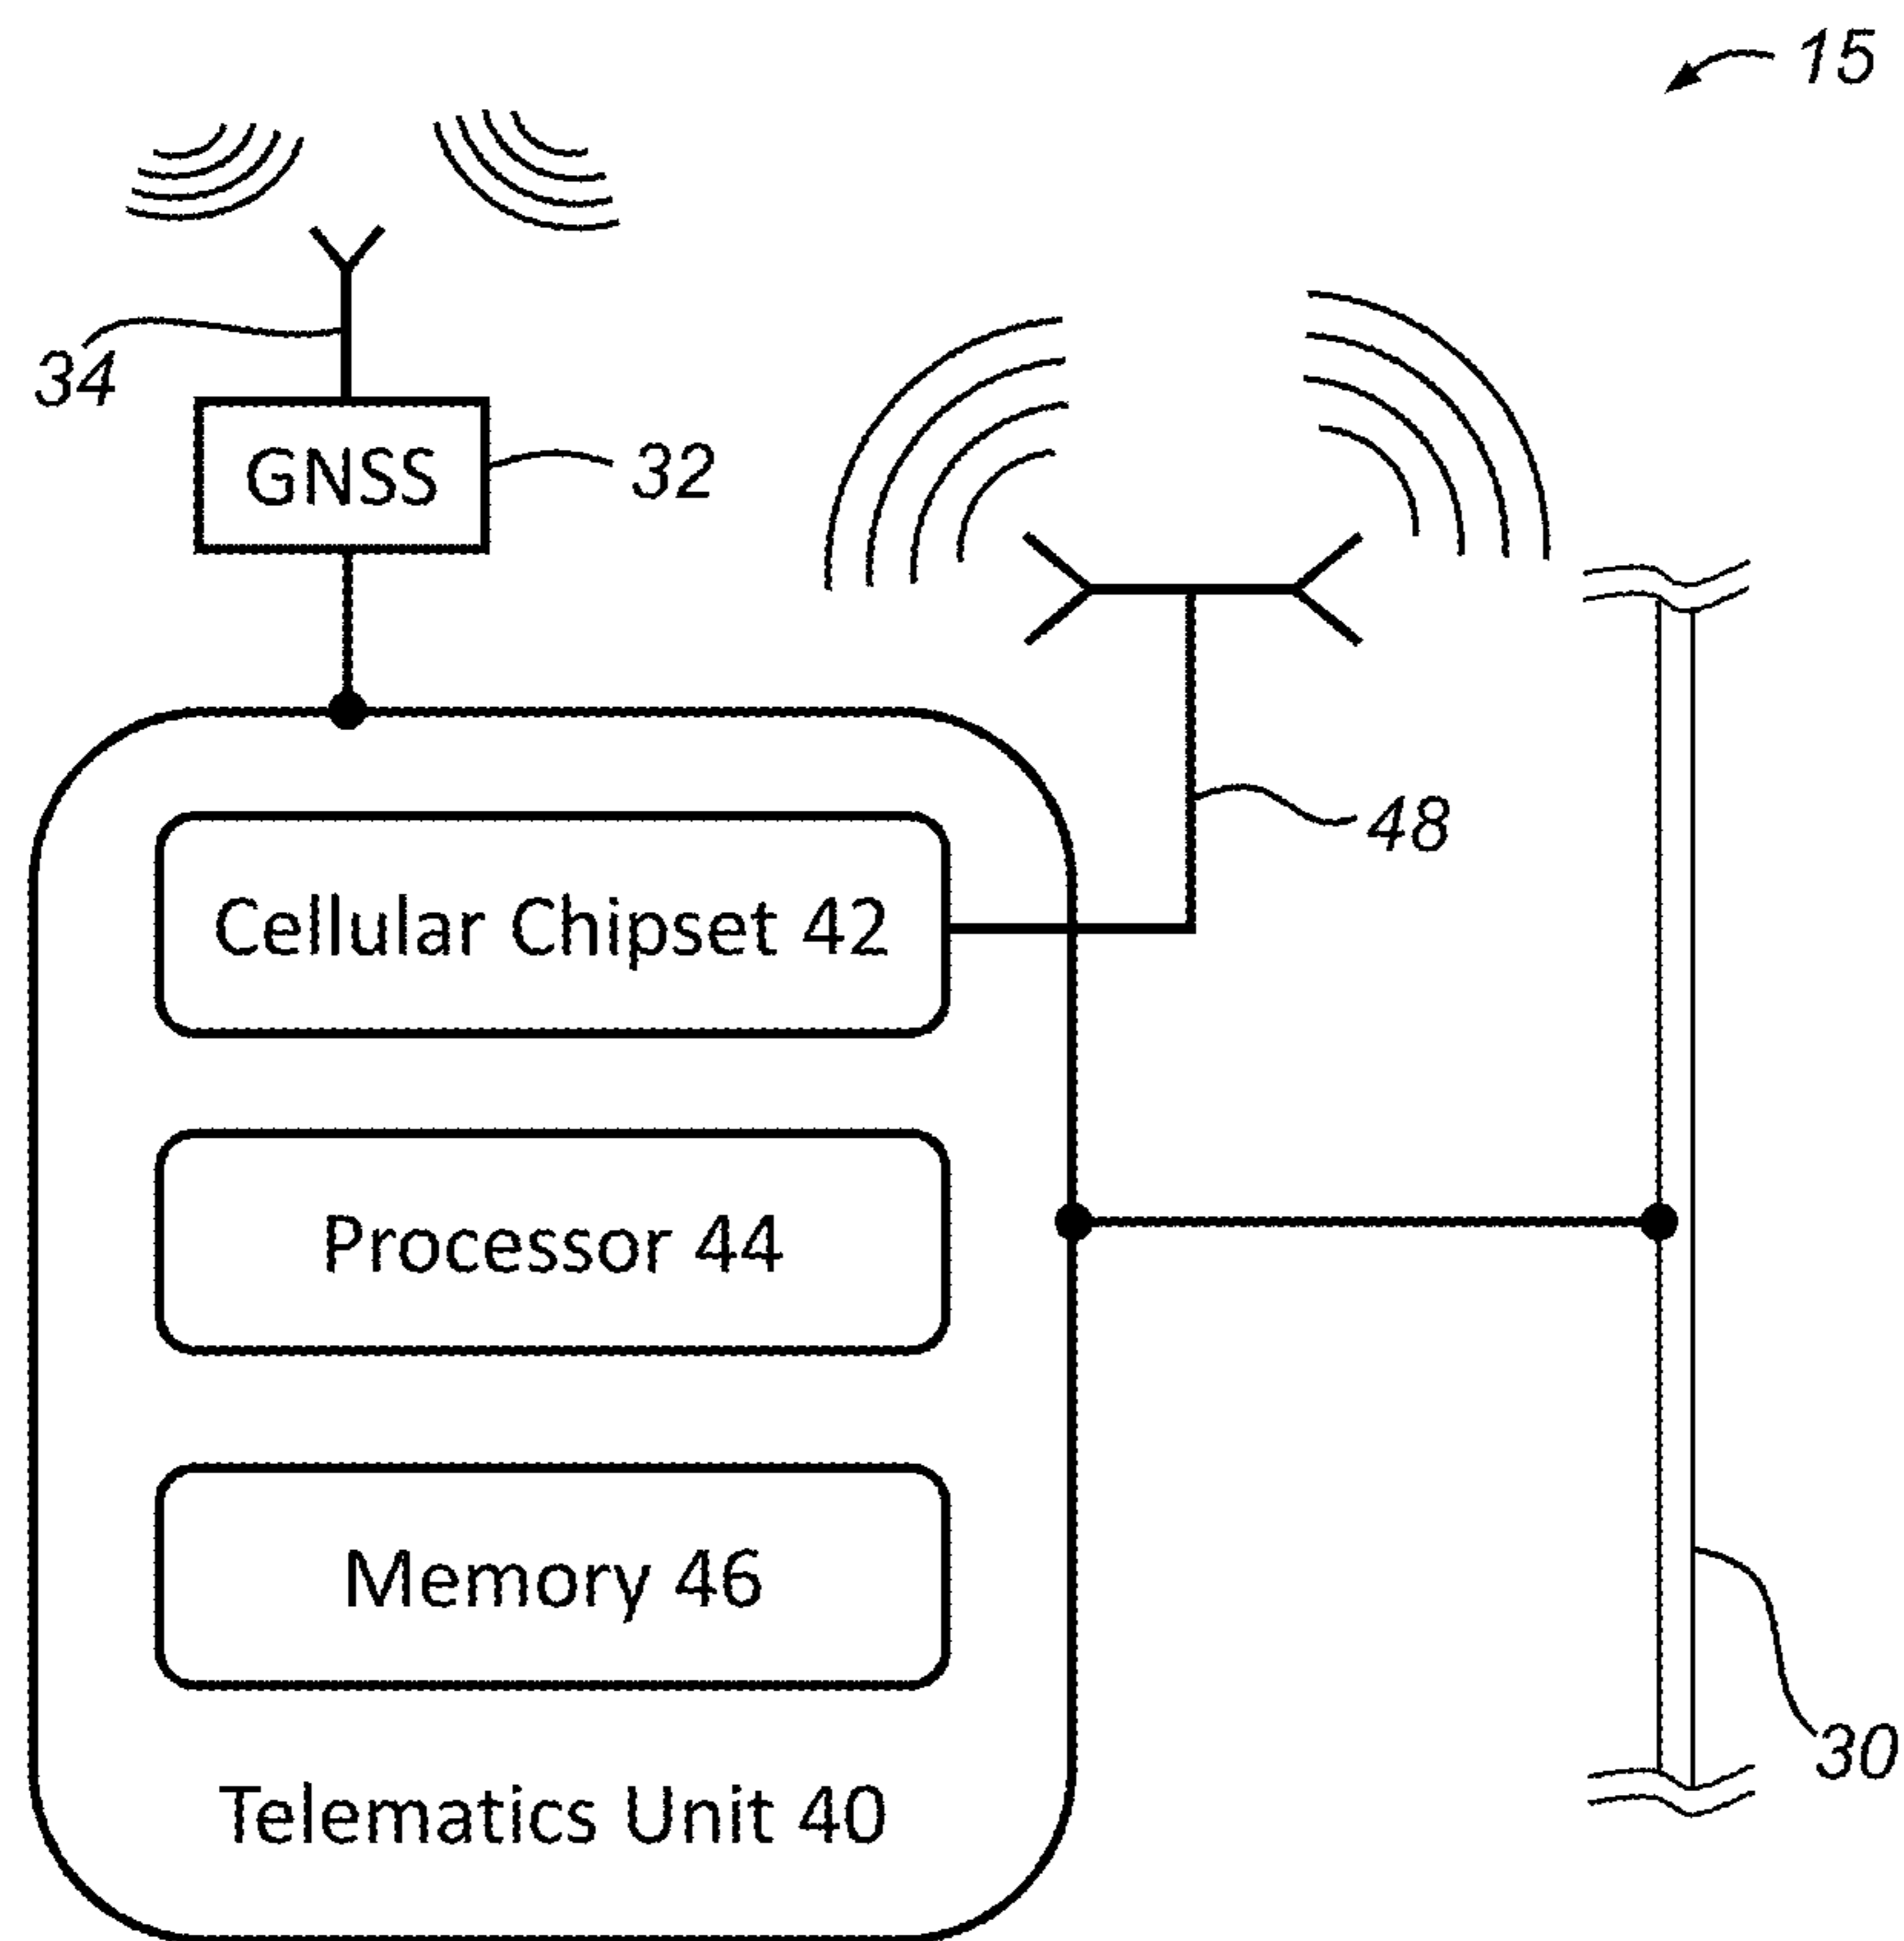 15
34
GNSS
32
48
Cellular Chipset 42
Processor 44
Memory 46
30
Telematics Unit 40